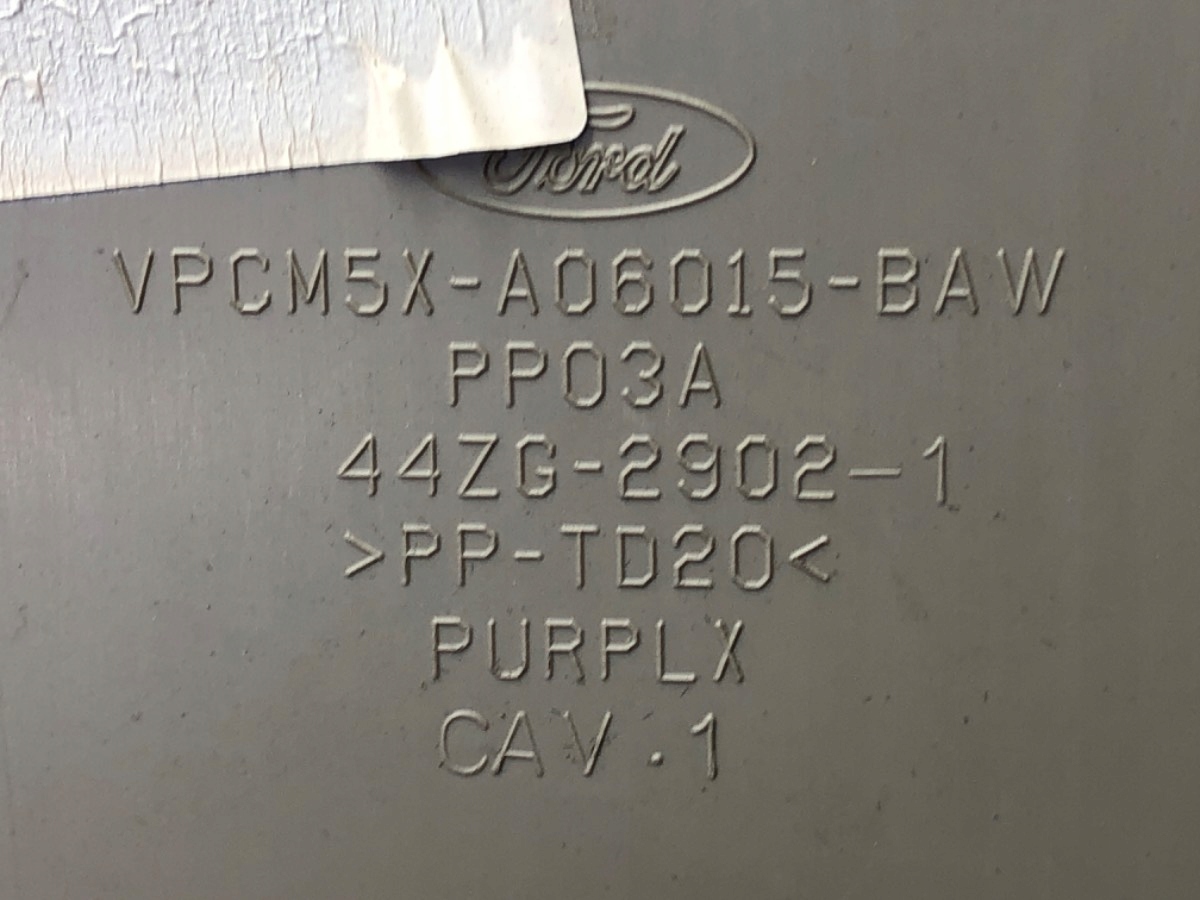 Ford
VPCM5X-A06015-BAW
PP03A
44ZG-2902-1
>PP-TD20<
PURPLX
CAV.1